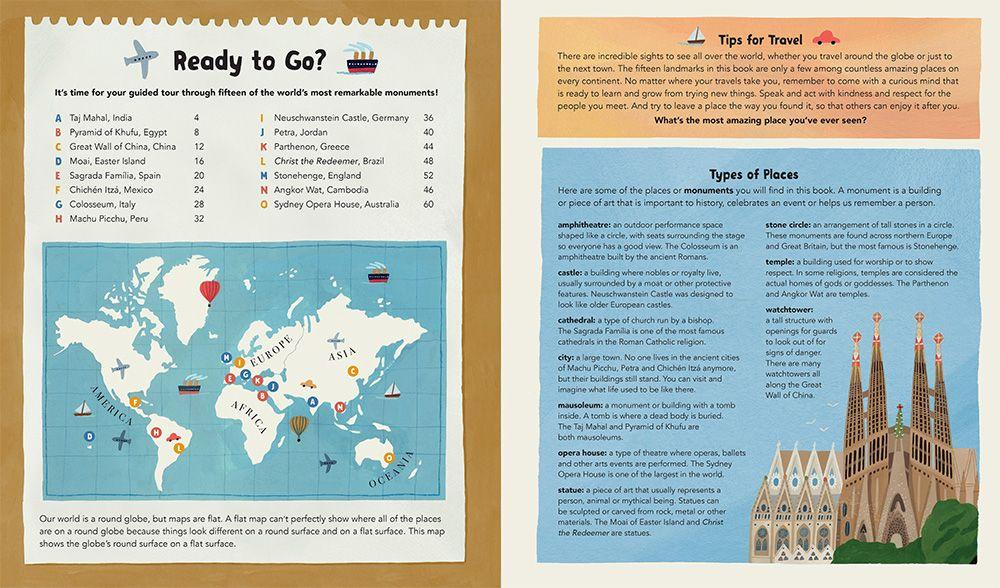 Ready to Go?
It's time for your guided tour through fifteen of the world's most remarkable monuments!
A Taj Mahal, India 4
B Pyramid of Khufu, Egypt 8
C Great Wall of China, China 12
D Moai, Easter Island 16
E Sagrada Família, Spain 20
F Chichén Itzá, Mexico 24
G Colosseum, Italy 28
H Machu Picchu, Peru 32
I Neuschwanstein Castle, Germany 36
J Petra, Jordan 40
K Parthenon, Greece 44
L Christ the Redeemer, Brazil 48
M Stonehenge, England 52
N Angkor Wat, Cambodia 46
O Sydney Opera House, Australia 60
EUROPE
ASIA
AMERICA
AFRICA
OCEANIA
M
I
G
E
K
J
B
C
A
N
F
D
H
L
O
Our world is a round globe, but maps are flat. A flat map can't perfectly show where all of the places
are on a round globe because things look different on a round surface and on a flat surface. This map
shows the globe's round surface on a flat surface.
Tips for Travel
There are incredible sights to see all over the world, whether you travel around the globe or just to
the next town. The fifteen landmarks in this book are only a few among countless amazing places on
every continent. No matter where your travels take you, remember to come with a curious mind that
is ready to learn and grow from trying new things. Speak and act with kindness and respect for the
people you meet. And try to leave a place the way you found it, so that others can enjoy it after you.
What's the most amazing place you've ever seen?
Types of Places
Here are some of the places or monuments you will find in this book. A monument is a building
or piece of art that is important to history, celebrates an event or helps us remember a person.
amphitheatre: an outdoor performance space
shaped like a circle, with seats surrounding the stage
so everyone has a good view. The Colosseum is an
amphitheatre built by the ancient Romans.
castle: a building where nobles or royalty live,
usually surrounded by a moat or other protective
features. Neuschwanstein Castle was designed to
look like older European castles.
cathedral: a type of church run by a bishop.
The Sagrada Família is one of the most famous
cathedrals in the Roman Catholic religion.
city: a large town. No one lives in the ancient cities
of Machu Picchu, Petra and Chichén Itzá anymore,
but their buildings still stand. You can visit and
imagine what life used to be like there.
mausoleum: a monument or building with a tomb
inside. A tomb is where a dead body is buried.
The Taj Mahal and Pyramid of Khufu are
both mausoleums.
opera house: a type of theatre where operas, ballets
and other arts events are performed. The Sydney
Opera House is one of the largest in the world.
statue: a piece of art that usually represents a
person, animal or mythical being. Statues can
be sculpted or carved from rock, metal or other
materials. The Moai of Easter Island and Christ
the Redeemer are statues.
stone circle: an arrangement of tall stones in a circle.
These monuments are found across northern Europe
and Great Britain, but the most famous is Stonehenge.
temple: a building used for worship or to show
respect. In some religions, temples are considered the
actual homes of gods or goddesses. The Parthenon
and Angkor Wat are temples.
watchtower:
a tall structure with
openings for guards
to look out of for
signs of danger.
There are many
watchtowers all
along the Great
Wall of China.